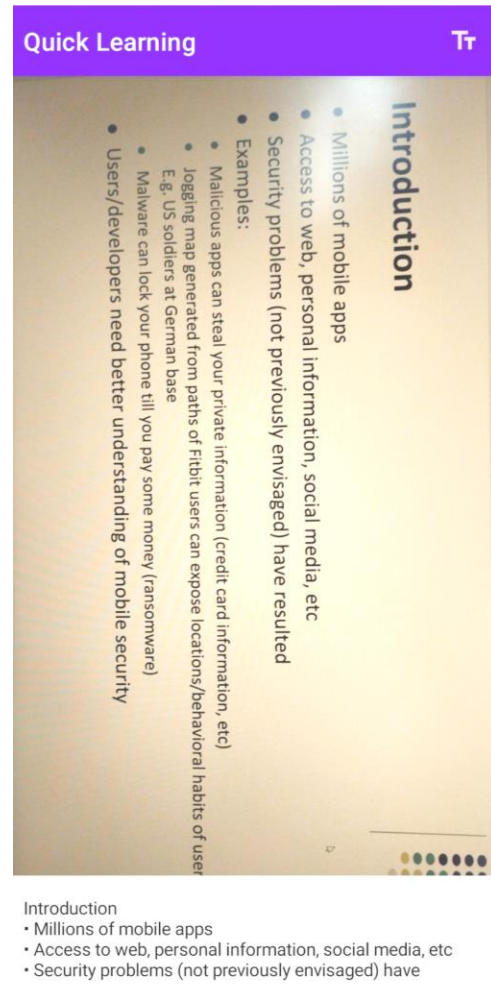 Quick Learning
TT
Introduction
• Millions of mobile apps
• Access to web, personal information, social media, etc
• Security problems (not previously envisaged) have resulted
• Examples:
• Malicious apps can steal your private information (credit card information, etc)
• Jogging map generated from paths of Fitbit users can expose locations/behavioral habits of user
E.g. US soldiers at German base
• Malware can lock your phone till you pay some money (ransomware)
• Users/developers need better understanding of mobile security
Introduction
• Millions of mobile apps
• Access to web, personal information, social media, etc
• Security problems (not previously envisaged) have